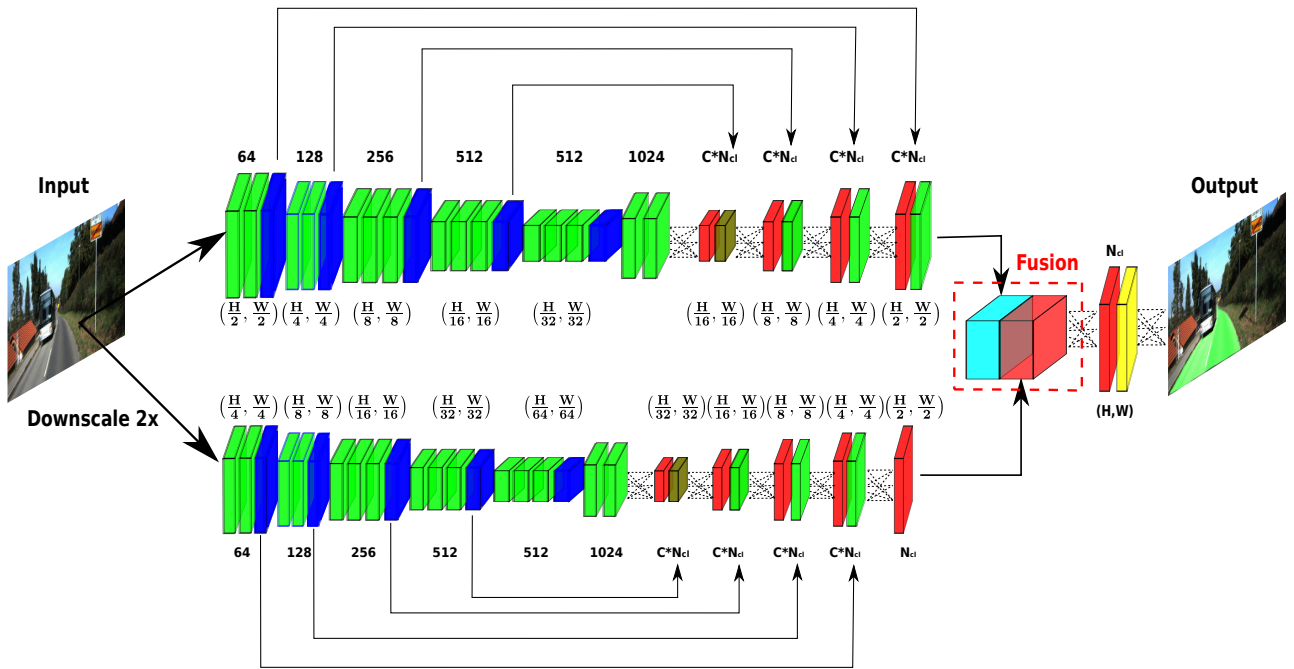 64 128 256 512 512 1024 C*Ncl C*Ncl C*Ncl C*Ncl
Input
Output
Ncl
Fusion
(H/2, W/2) (H/4, W/4) (H/8, W/8) (H/16, W/16) (H/32, W/32) (H/16, W/16) (H/8, W/8) (H/4, W/4) (H/2, W/2)
(H,W)
Downscale 2x
(H/4, W/4) (H/8, W/8) (H/16, W/16) (H/32, W/32) (H/64, W/64) (H/32, W/32) (H/16, W/16) (H/8, W/8) (H/4, W/4) (H/2, W/2)
64 128 256 512 512 1024 C*Ncl C*Ncl C*Ncl C*Ncl Ncl